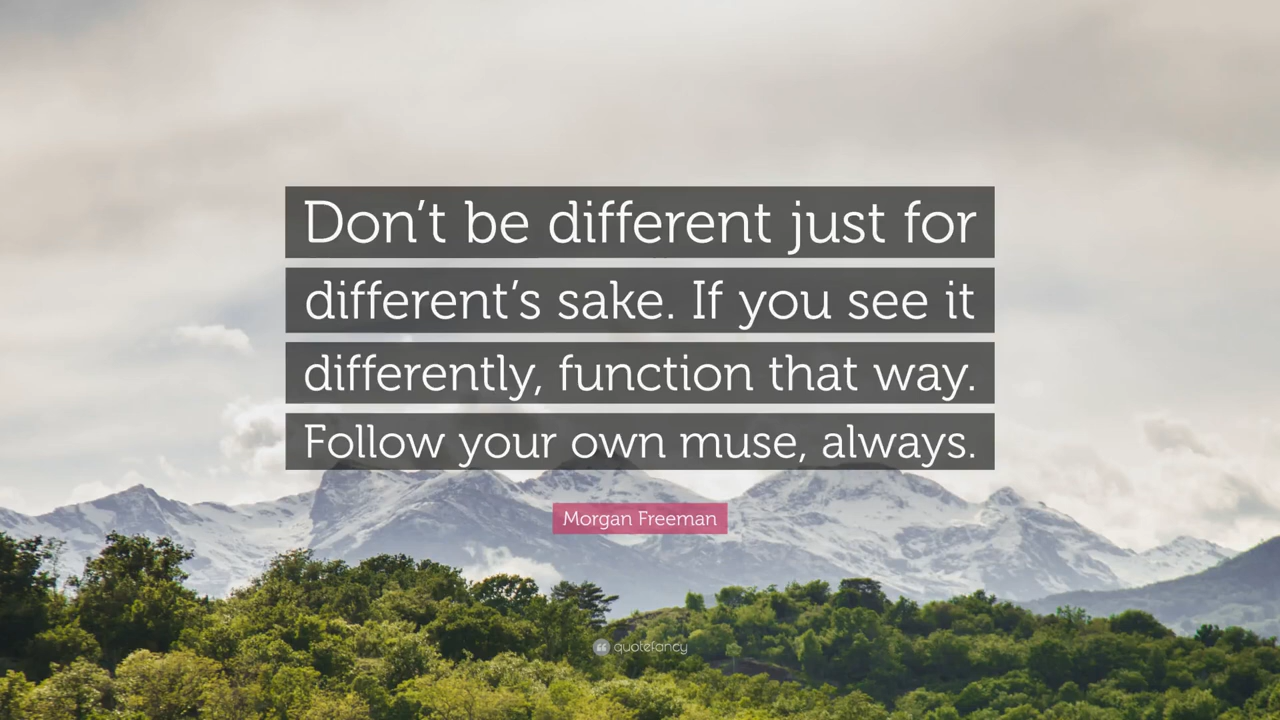 Don’t be different just for
different’s sake. If you see it
differently, function that way.
Follow your own muse, always.
Morgan Freeman
quotefancy